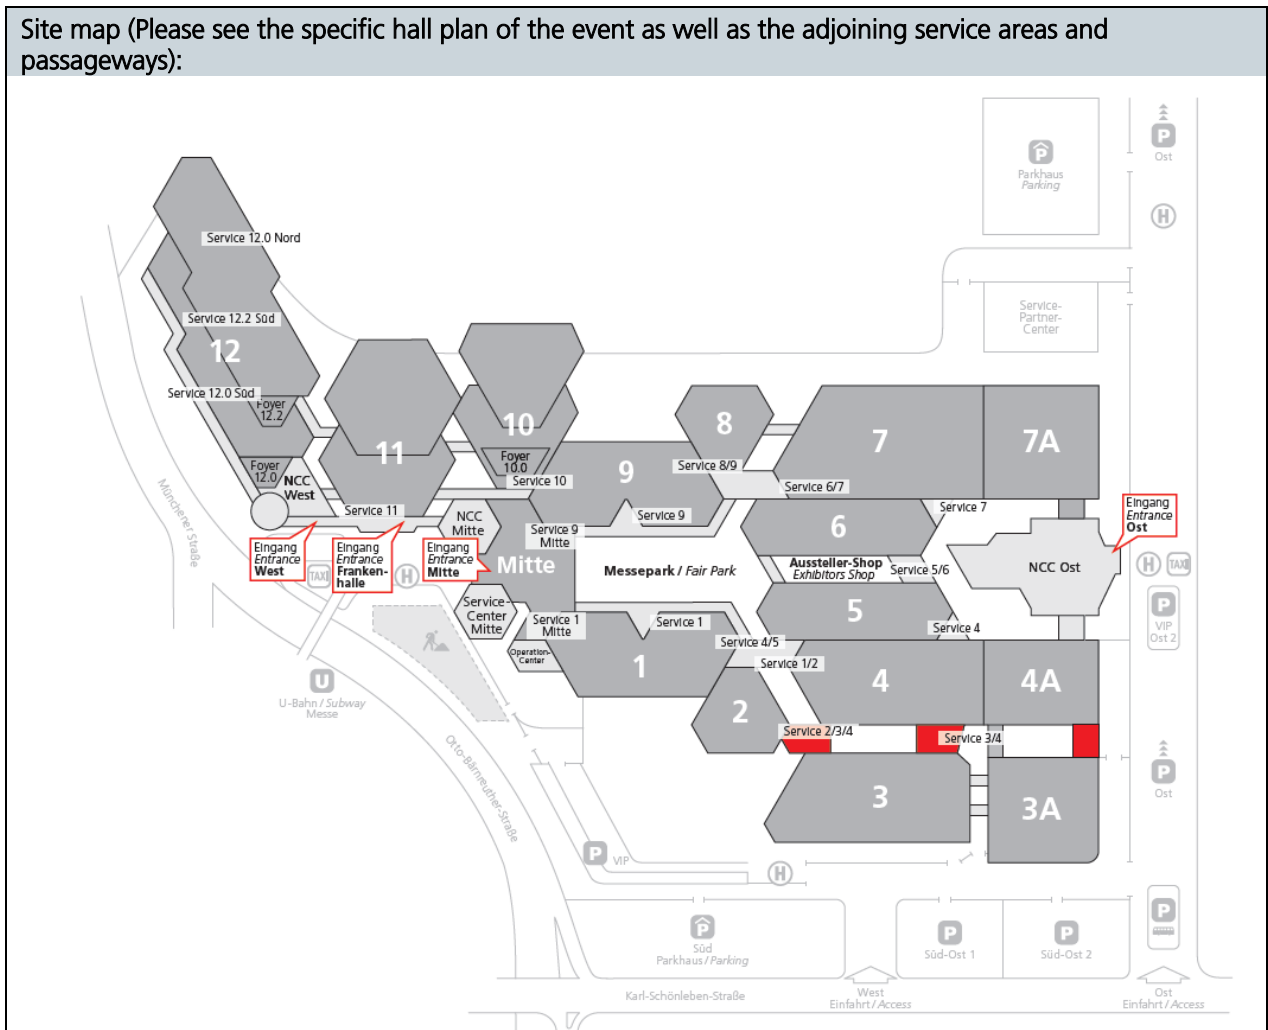 Site map (Please see the specific hall plan of the event as well as the adjoining service areas and
passageways):
P
Ost
P
Parkhaus
Parking
H
Service 12.0 Nord
Service-
Partner-
Center
Service 12.2 Süd
12
Service 12.0 Süd
Foyer
12.2
11
10
8
7
7A
Foyer
12.0
NCC
West
Foyer
10.0
Service 10
9
Service 8/9
Service 6/7
Service 11
NCC
Mitte
Service 9
Mitte
Service 9
6
Service 7
Eingang
Entrance
Ost
Eingang
Entrance
West
TAXI
Eingang
Entrance
Franken-
halle
H
Eingang
Entrance
Mitte
Mitte
Messepark / Fair Park
Aussteller-Shop
Exhibitors Shop
Service 5/6
NCC Ost
H
TAXI
P
VIP
Ost 2
Münchener Straße
Service-
Center
Mitte
Service 1
Mitte
Service 1
5
Service 4
Operation-
Center
Service 4/5
Service 1/2
1
4
4A
U
U-Bahn / Subway
Messe
2
Service 2/3/4
Service 3/4
Otto-Bärnreuther-Straße
P
Ost
3
3A
P
VIP
H
P
Süd
Parkhaus / Parking
P
Süd-Ost 1
P
Süd-Ost 2
P
Karl-Schönleben-Straße
West
Einfahrt / Access
Ost
Einfahrt / Access